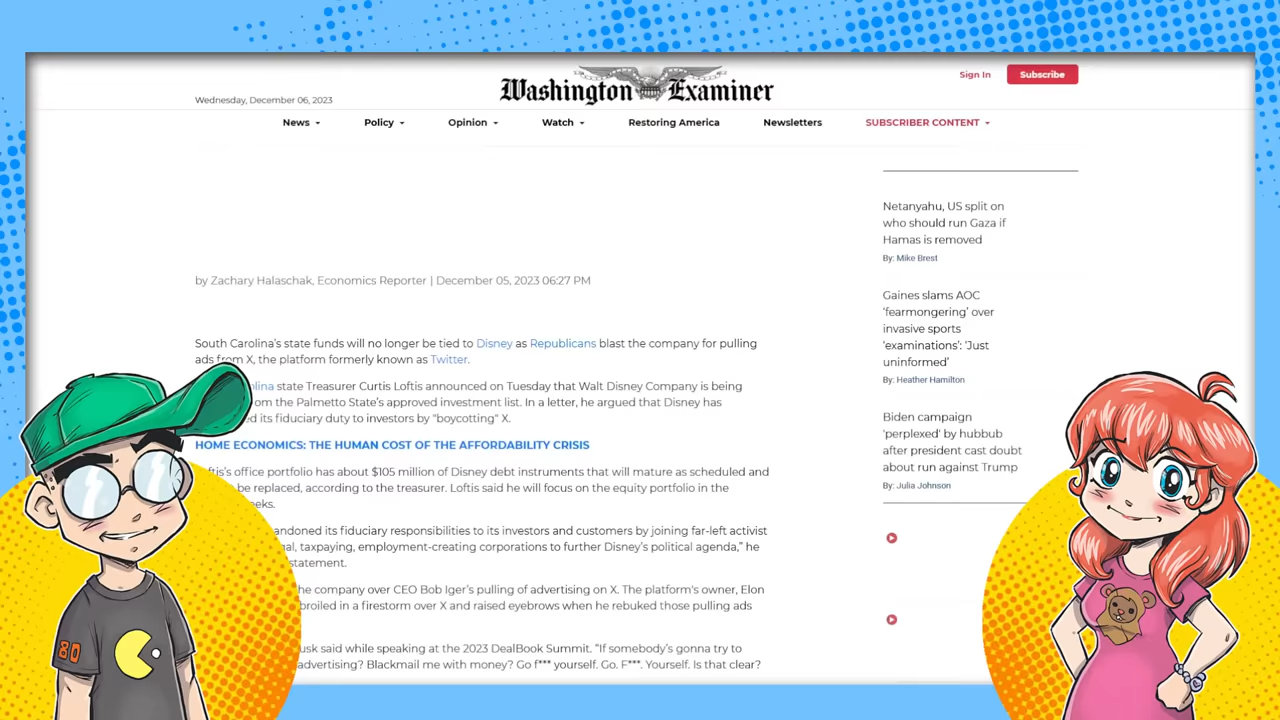 Washington Examiner
Sign In
Subscribe
Wednesday, December 06, 2023
News
Policy
Opinion
Watch
Restoring America
Newsletters
SUBSCRIBER CONTENT
by Zachary Halaschak, Economics Reporter | December 05, 2023 06:27 PM
South Carolina's state funds will no longer be tied to Disney as Republicans blast the company for pulling
ads from X, the platform formerly known as Twitter.
state Treasurer Curtis Loftis announced on Tuesday that Walt Disney Company is being
the Palmetto State's approved investment list. In a letter, he argued that Disney has
its fiduciary duty to investors by "boycotting" X.
HOME ECONOMICS: THE HUMAN COST OF THE AFFORDABILITY CRISIS
office portfolio has about $105 million of Disney debt instruments that will mature as scheduled and
be replaced, according to the treasurer. Loftis said he will focus on the equity portfolio in the
its fiduciary responsibilities to its investors and customers by joining far-left activist
taxpaying, employment-creating corporations to further Disney's political agenda," he
statement.
the company over CEO Bob Iger's pulling of advertising on X. The platform's owner, Elon
in a firestorm over X and raised eyebrows when he rebuked those pulling ads
said while speaking at the 2023 DealBook Summit. "If somebody's gonna try to
advertising? Blackmail me with money? Go f*** yourself. Go. F***. Yourself. Is that clear?
Netanyahu, US split on
who should run Gaza if
Hamas is removed
By: Mike Brest
Gaines slams AOC
'fearmongering' over
invasive sports
'examinations': 'Just
uninformed'
By: Heather Hamilton
Biden campaign
'perplexed' by hubbub
after president cast doubt
about run against Trump
By: Julia Johnson
80